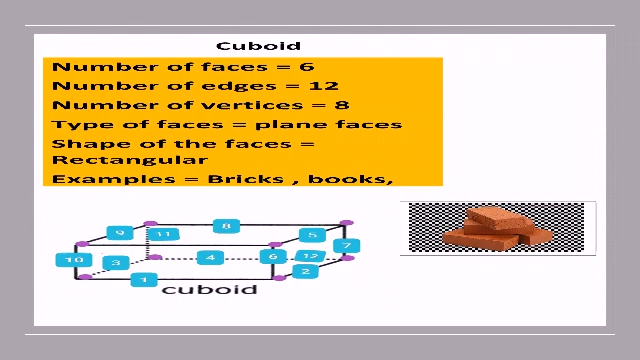 Cuboid
Number of faces = 6
Number of edges = 12
Number of vertices = 8
Type of faces = plane faces
Shape of the faces =
Rectangular
Examples = Bricks , books,
8
9
11
5
7
10
3
4
6
12
2
1
cuboid